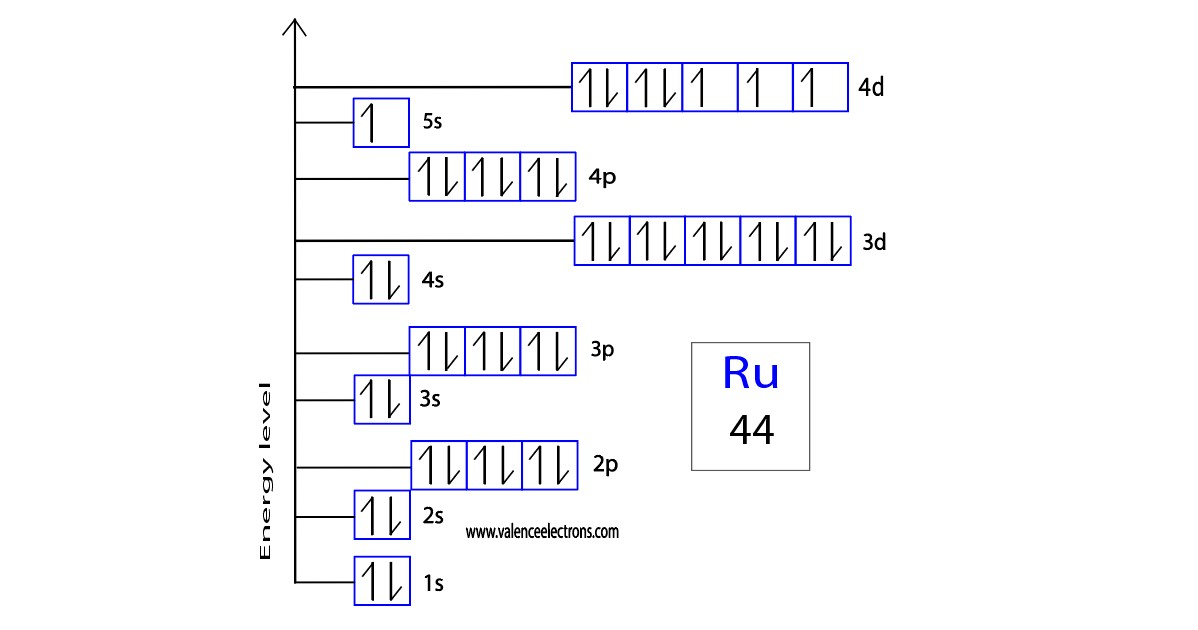 4d
5s
4p
3d
4s
3p
3s
2p
2s
1s
Energy level
Ru
44
www.valenceelectrons.com